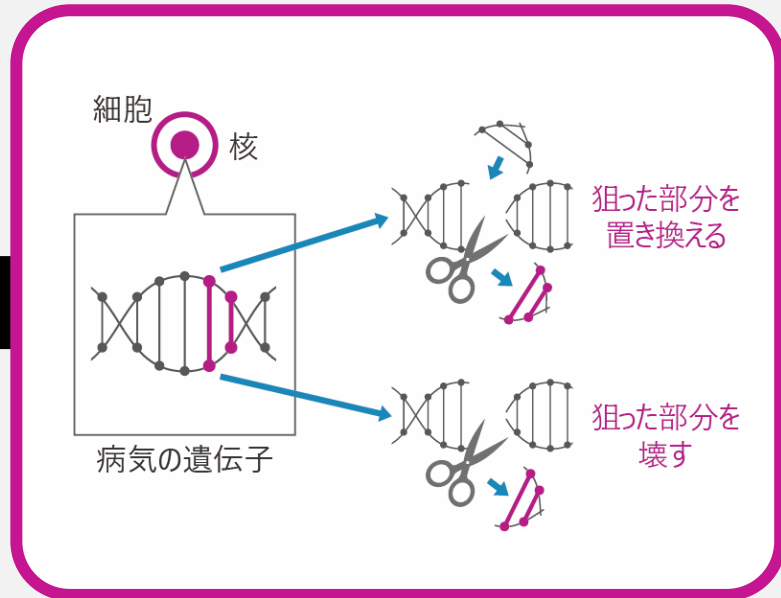 細胞
核
狙った部分を
置き換える
病気の遺伝子
狙った部分を
壊す